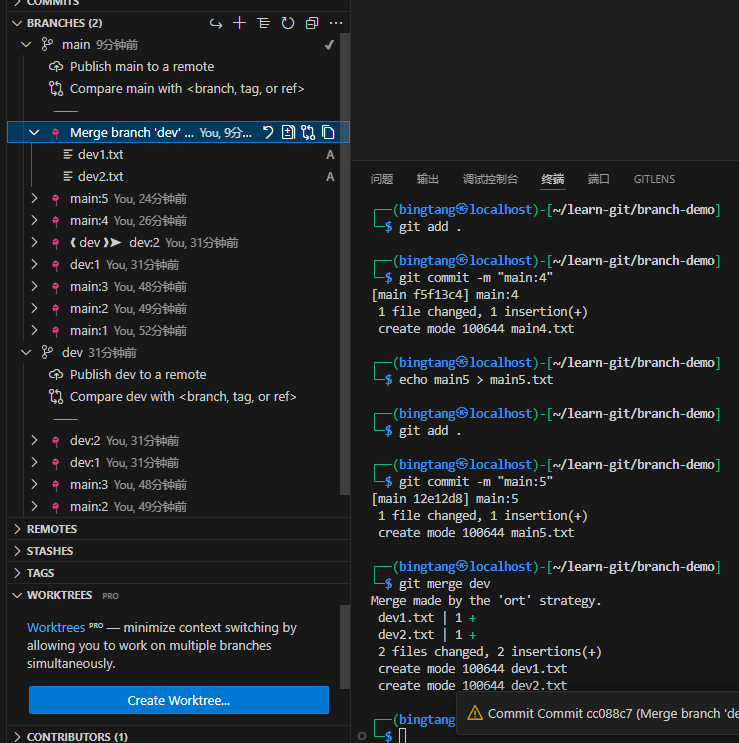 COMMITS
BRANCHES (2)
main 9分钟前
Publish main to a remote
Compare main with <branch, tag, or ref>
Merge branch 'dev' ... You, 9分...
dev1.txt A
dev2.txt A
main:5 You, 24分钟前
main:4 You, 26分钟前
❨ dev ❩➤ dev:2 You, 31分钟前
dev:1 You, 31分钟前
main:3 You, 48分钟前
main:2 You, 49分钟前
main:1 You, 52分钟前
dev 31分钟前
Publish dev to a remote
Compare dev with <branch, tag, or ref>
dev:2 You, 31分钟前
dev:1 You, 31分钟前
main:3 You, 48分钟前
main:2 You, 49分钟前
REMOTES
STASHES
TAGS
WORKTREES PRO
Worktrees PRO — minimize context switching by
allowing you to work on multiple branches
simultaneously.
Create Worktree...
CONTRIBUTORS (1)
问题 输出 调试控制台 终端 端口 GITLENS
┌──(bingtang㉿localhost)-[~/learn-git/branch-demo]
└─$ git add .
┌──(bingtang㉿localhost)-[~/learn-git/branch-demo]
└─$ git commit -m "main:4"
[main f5f13c4] main:4
1 file changed, 1 insertion(+)
create mode 100644 main4.txt
┌──(bingtang㉿localhost)-[~/learn-git/branch-demo]
└─$ echo main5 > main5.txt
┌──(bingtang㉿localhost)-[~/learn-git/branch-demo]
└─$ git add .
┌──(bingtang㉿localhost)-[~/learn-git/branch-demo]
└─$ git commit -m "main:5"
[main 12e12d8] main:5
1 file changed, 1 insertion(+)
create mode 100644 main5.txt
┌──(bingtang㉿localhost)-[~/learn-git/branch-demo]
└─$ git merge dev
Merge made by the 'ort' strategy.
dev1.txt | 1 +
dev2.txt | 1 +
2 files changed, 2 insertions(+)
create mode 100644 dev1.txt
create mode 100644 dev2.txt
┌──(bingtang
└─$
Commit Commit cc088c7 (Merge branch 'de